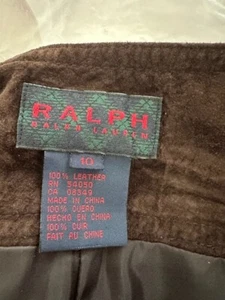 RALPH
RALPH LAUREN
10
100% LEATHER
RN 54050
CA 06549
MADE IN CHINA
100% CUERO
HECHO EN CHINA
100% CUIR
FAIT AU CHINE